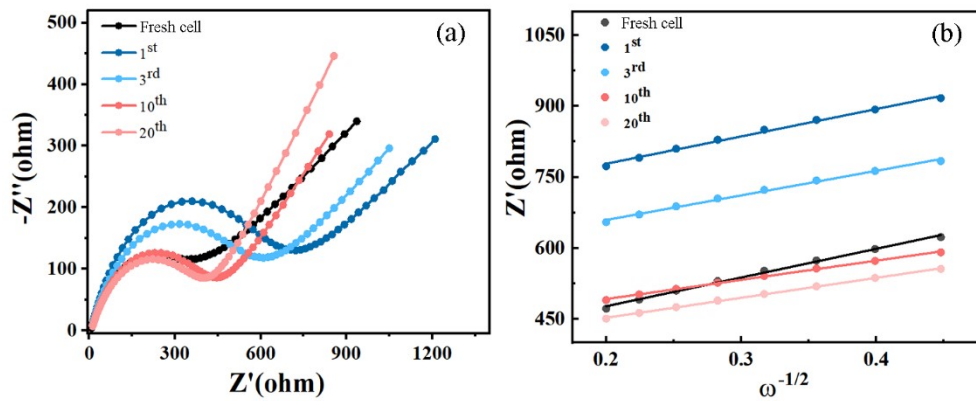 (a)
-Z''(ohm)
-500
400
300
200
100
0
Fresh cell
1st
3rd
10th
20th
0 300 600 900 1200
Z'(ohm)
(b)
Z'(ohm)
1050
900
750
600
450
Fresh cell
1st
3rd
10th
20th
0.2 0.3 0.4
ω-1/2